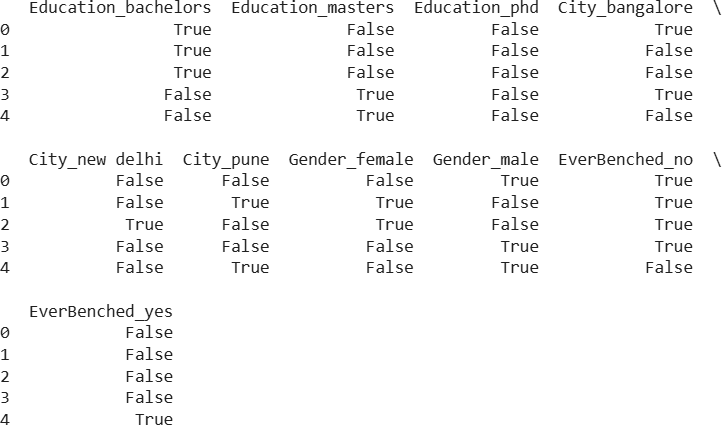 Education_bachelors  Education_masters  Education_phd  City_bangalore  \
0                 True              False          False            True
1                 True              False          False           False
2                 True              False          False           False
3                False               True          False            True
4                False               True          False           False

   City_new delhi  City_pune  Gender_female  Gender_male  EverBenched_no  \
0           False      False          False         True            True
1           False       True           True        False            True
2            True      False           True        False            True
3           False      False          False         True            True
4           False       True          False         True           False

   EverBenched_yes
0            False
1            False
2            False
3            False
4             True